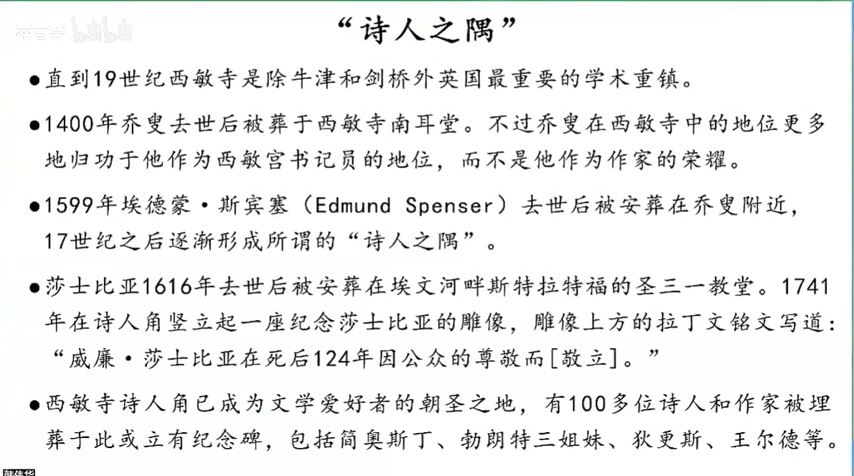 “诗人之隅”
●直到19世纪西敏寺是除牛津和剑桥外英国最重要的学术重镇。
●1400年乔叟去世后被葬于西敏寺南耳堂。不过乔叟在西敏寺中的地位更多
地归功于他作为西敏宫书记员的地位，而不是他作为作家的荣耀。
●1599年埃德蒙·斯宾塞（Edmund Spenser）去世后被安葬在乔叟附近，
17世纪之后逐渐形成所谓的“诗人之隅”。
●莎士比亚1616年去世后被安葬在埃文河畔斯特拉特福的圣三一教堂。1741
年在诗人角竖立起一座纪念莎士比亚的雕像，雕像上方的拉丁文铭文写道：
“威廉·莎士比亚在死后124年因公众的尊敬而[敬立]。”
●西敏寺诗人角已成为文学爱好者的朝圣之地，有100多位诗人和作家被埋
葬于此或立有纪念碑，包括简奥斯丁、勃朗特三姐妹、狄更斯、王尔德等。